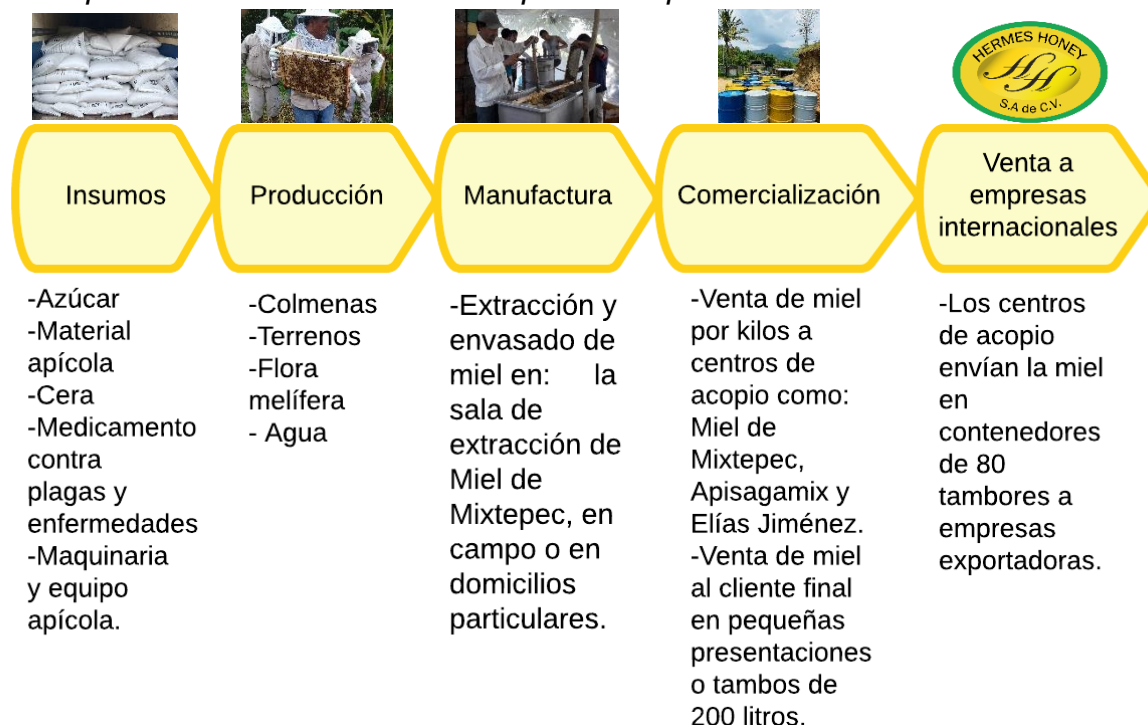 HERMES HONEY
HH
S.A de C.V.
Insumos
-Azúcar
-Material
apícola
-Cera
-Medicamento
contra
plagas y
enfermedades
-Maquinaria
y equipo
apícola.
Producción
-Colmenas
-Terrenos
-Flora
melífera
- Agua
Manufactura
-Extracción y
envasado de
miel en: la
sala de
extracción de
Miel de
Mixtepec, en
campo o en
domicilios
particulares.
Comercialización
-Venta de miel
por kilos a
centros de
acopio como:
Miel de
Mixtepec,
Apisagamix y
Elías Jiménez.
-Venta de miel
al cliente final
en pequeñas
presentaciones
o tambos de
200 litros.
Venta a
empresas
internacionales
-Los centros
de acopio
envían la miel
en
contenedores
de 80
tambores a
empresas
exportadoras.